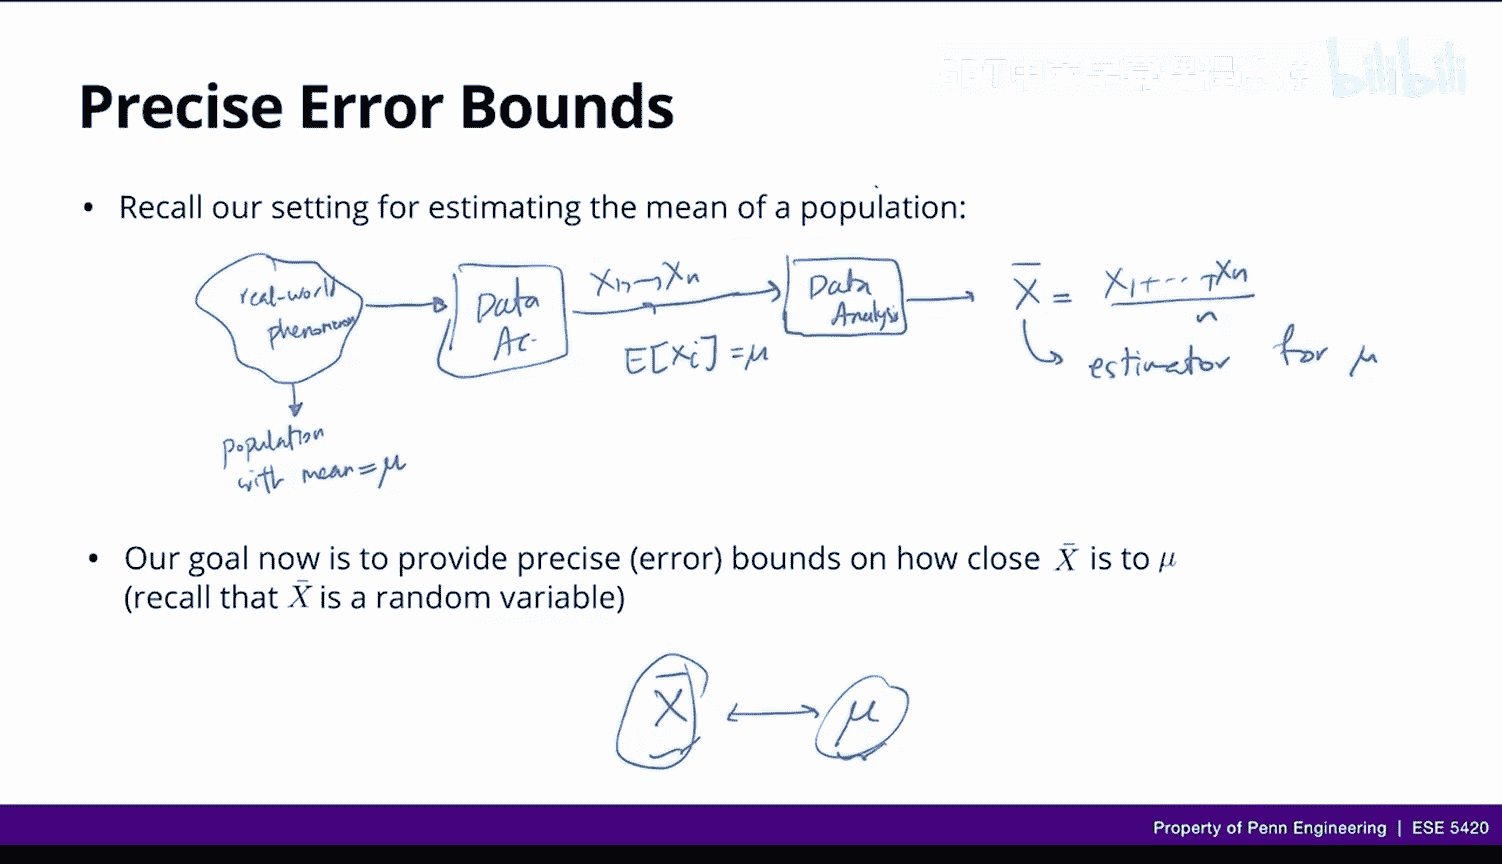 bilibili
Precise Error Bounds
• Recall our setting for estimating the mean of a population:
real-world
phenomenon
Data
Ac.
X₁,→Xₙ
E[Xi] = μ
Data
Analysis
X̄ = X₁+⋯+Xₙ / n
estimator for μ
population
with mean = μ
• Our goal now is to provide precise (error) bounds on how close X̄ is to μ
(recall that X̄ is a random variable)
X̄ ↔ μ
Property of Penn Engineering | ESE 5420